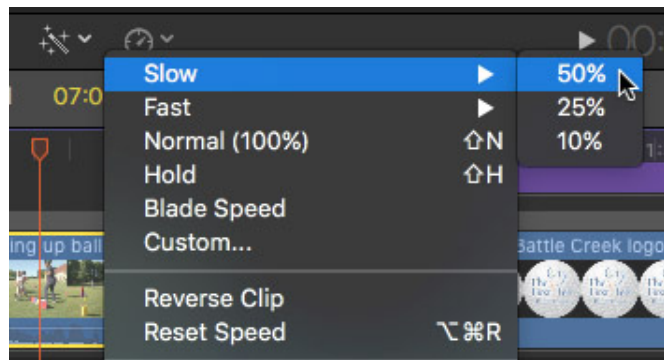 00:
07:0
Slow ▶ 50%
Fast ▶ 25%
Normal (100%) ⇧N 10%
Hold ⇧H
Blade Speed
Custom...
ing up ball
Battle Creek logo
Reverse Clip
Reset Speed ⌥⌘R